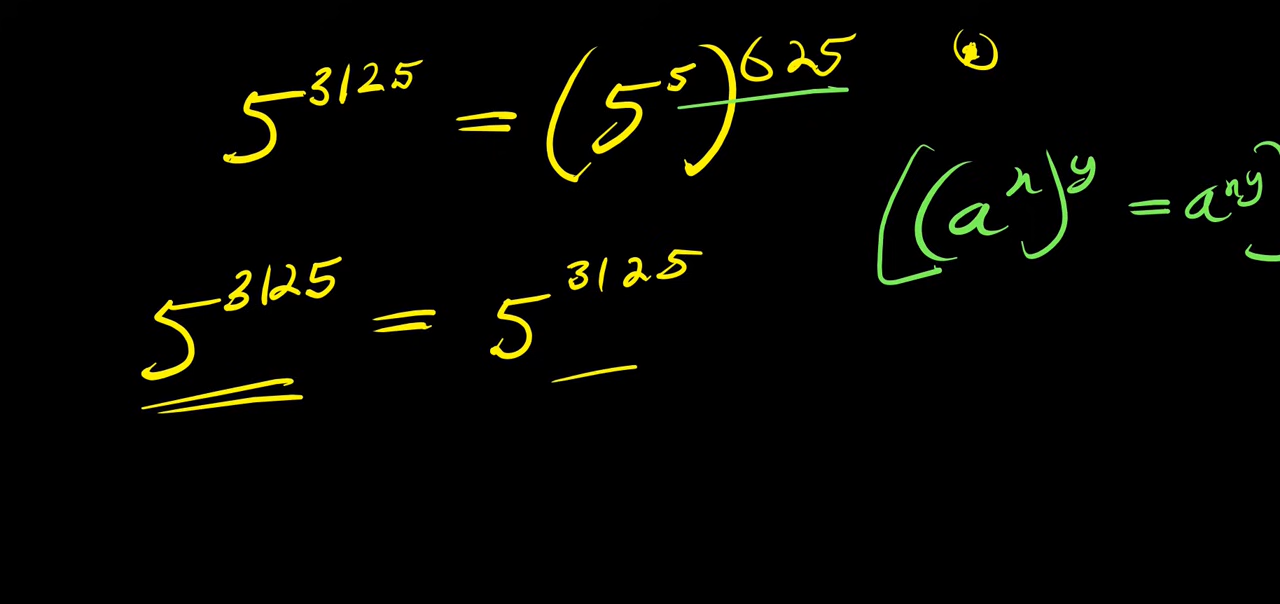 5^3125 = (5^5)^625
[(a^x)^y = a^xy]
5^3125 = 5^3125